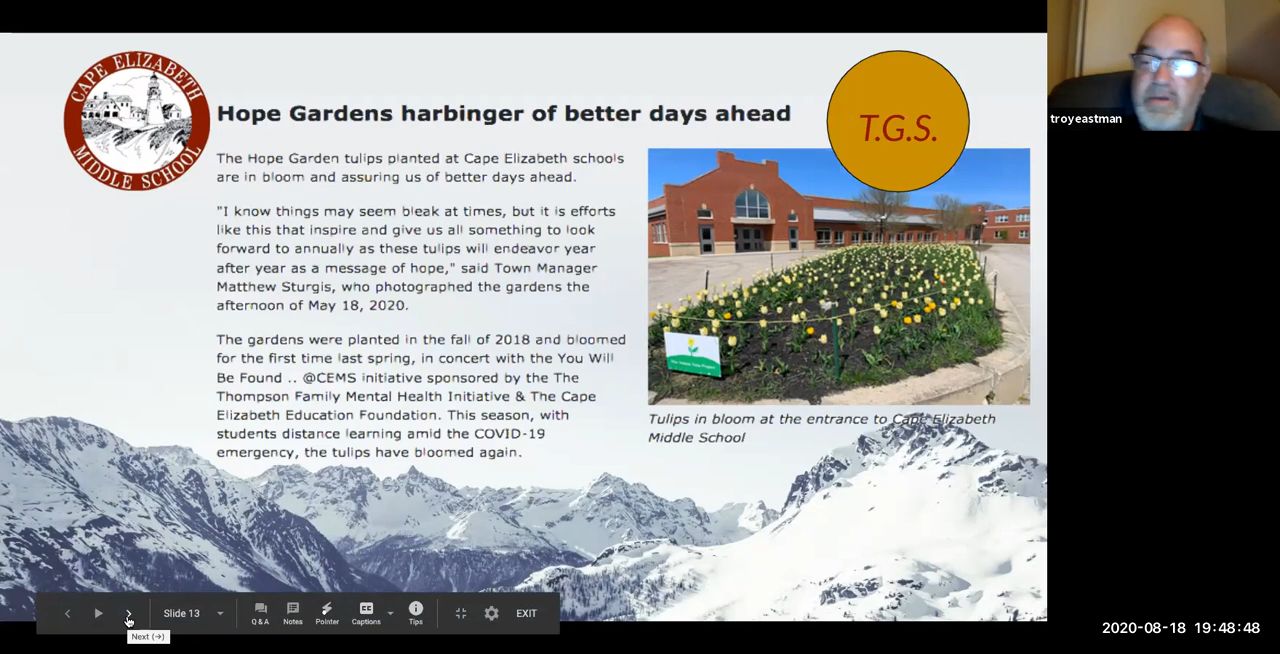 CAPE ELIZABETH
MIDDLE SCHOOL
Hope Gardens harbinger of better days ahead
T.G.S.
troyeastman
The Hope Garden tulips planted at Cape Elizabeth schools
are in bloom and assuring us of better days ahead.
"I know things may seem bleak at times, but it is efforts
like this that inspire and give us all something to look
forward to annually as these tulips will endeavor year
after year as a message of hope," said Town Manager
Matthew Sturgis, who photographed the gardens the
afternoon of May 18, 2020.
The gardens were planted in the fall of 2018 and bloomed
for the first time last spring, in concert with the You Will
Be Found .. @CEMS initiative sponsored by the The
Thompson Family Mental Health Initiative & The Cape
Elizabeth Education Foundation. This season, with
students distance learning amid the COVID-19
emergency, the tulips have bloomed again.
Tulips in bloom at the entrance to Cape Elizabeth
Middle School
Slide 13
Q & A
Notes
Pointer
Captions
Tips
EXIT
Next (→)
2020-08-18 19:48:48